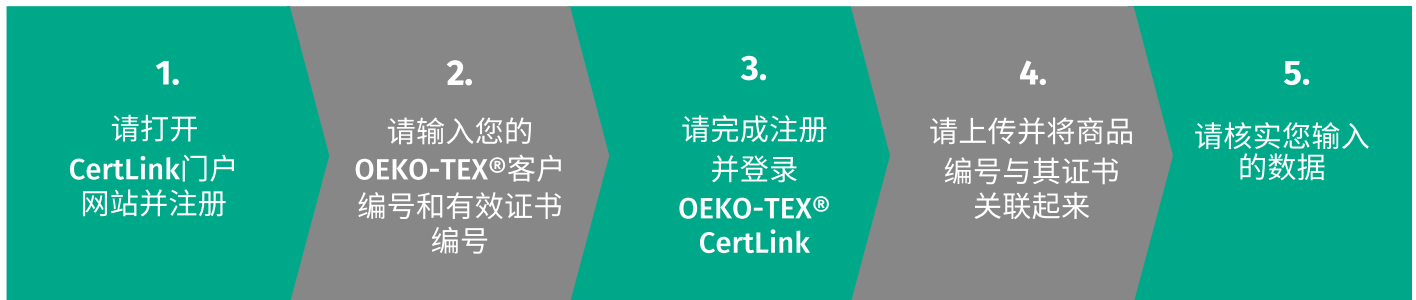 1.
请打开
CertLink门户
网站并注册
2.
请输入您的
OEKO-TEX®客户
编号和有效证书
编号
3.
请完成注册
并登录
OEKO-TEX®
CertLink
4.
请上传并将商品
编号与其证书
关联起来
5.
请核实您输入
的数据